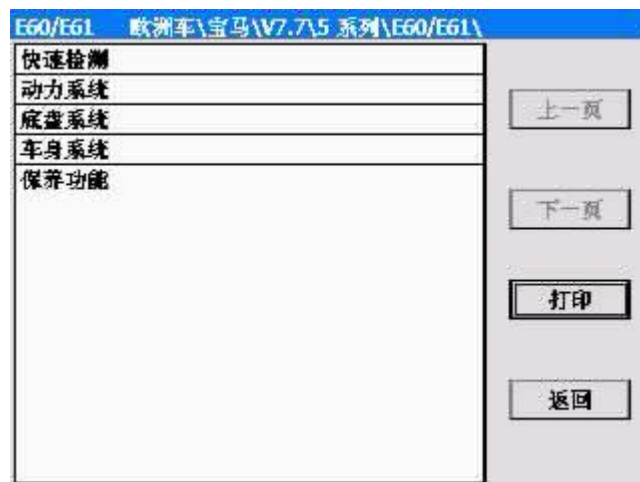 E60/E61 欧洲车\宝马\V7.7\5 系列\E60/E61\
快速检测
动力系统
底盘系统
车身系统
保养功能
上一页
下一页
打印
返回